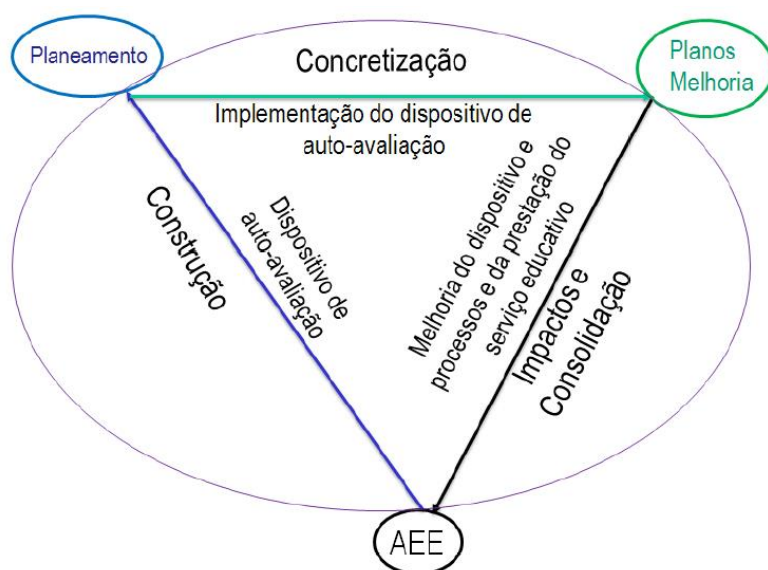 Planeamento
Concretização
Planos
Melhoria
Implementação do dispositivo de
auto-avaliação
Construção
Dispositivo de
auto-avaliação
Melhoria do dispositivo e
processos e da prestação do
serviço educativo
Impactos e
Consolidação
AEE